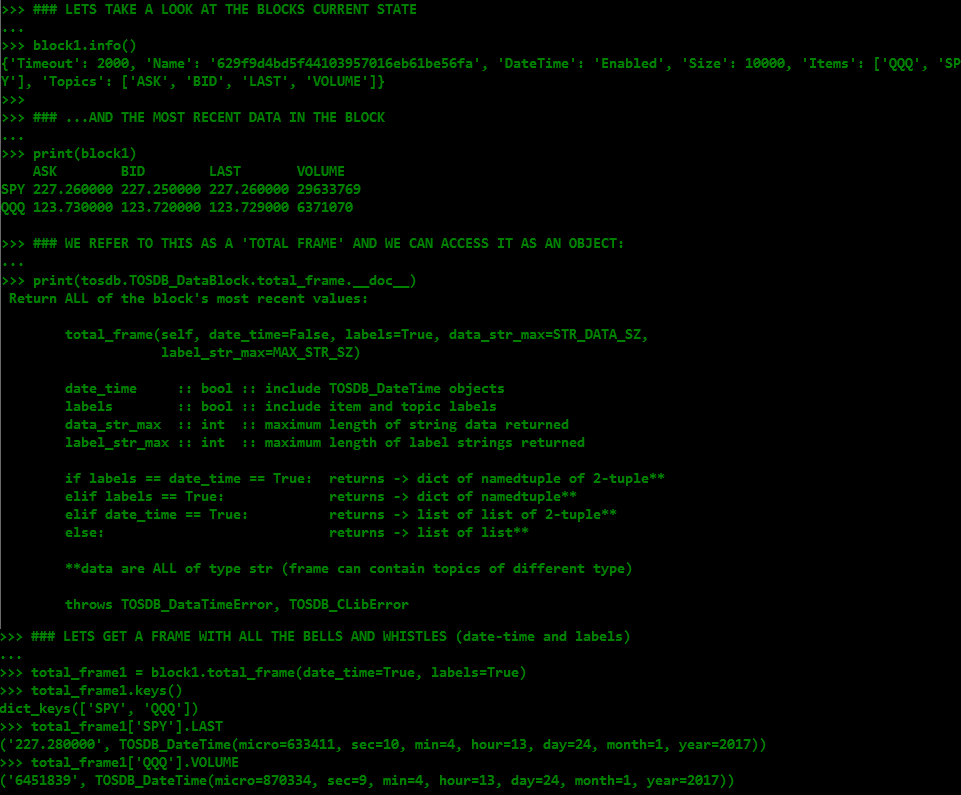 >>> ### LETS TAKE A LOOK AT THE BLOCKS CURRENT STATE
...
>>> block1.info()
{'Timeout': 2000, 'Name': '629f9d4bd5f44103957016eb61be56fa', 'DateTime': 'Enabled', 'Size': 10000, 'Items': ['QQQ', 'SP
Y'], 'Topics': ['ASK', 'BID', 'LAST', 'VOLUME']}
>>>
>>> ### ...AND THE MOST RECENT DATA IN THE BLOCK
...
>>> print(block1)
    ASK        BID        LAST       VOLUME
SPY 227.260000 227.250000 227.260000 29633769
QQQ 123.730000 123.720000 123.729000 6371070
>>> ### WE REFER TO THIS AS A 'TOTAL FRAME' AND WE CAN ACCESS IT AS AN OBJECT:
...
>>> print(tosdb.TOSDB_DataBlock.total_frame.__doc__)
 Return ALL of the block's most recent values:
        total_frame(self, date_time=False, labels=True, data_str_max=STR_DATA_SZ,
                    label_str_max=MAX_STR_SZ)
        date_time     :: bool :: include TOSDB_DateTime objects
        labels        :: bool :: include item and topic labels
        data_str_max  :: int  :: maximum length of string data returned
        label_str_max :: int  :: maximum length of label strings returned
        if labels == date_time == True:  returns -> dict of namedtuple of 2-tuple**
        elif labels == True:             returns -> dict of namedtuple**
        elif date_time == True:          returns -> list of list of 2-tuple**
        else:                            returns -> list of list**
        **data are ALL of type str (frame can contain topics of different type)
        throws TOSDB_DataTimeError, TOSDB_CLibError
>>> ### LETS GET A FRAME WITH ALL THE BELLS AND WHISTLES (date-time and labels)
...
>>> total_frame1 = block1.total_frame(date_time=True, labels=True)
>>> total_frame1.keys()
dict_keys(['SPY', 'QQQ'])
>>> total_frame1['SPY'].LAST
('227.280000', TOSDB_DateTime(micro=633411, sec=10, min=4, hour=13, day=24, month=1, year=2017))
>>> total_frame1['QQQ'].VOLUME
('6451839', TOSDB_DateTime(micro=870334, sec=9, min=4, hour=13, day=24, month=1, year=2017))